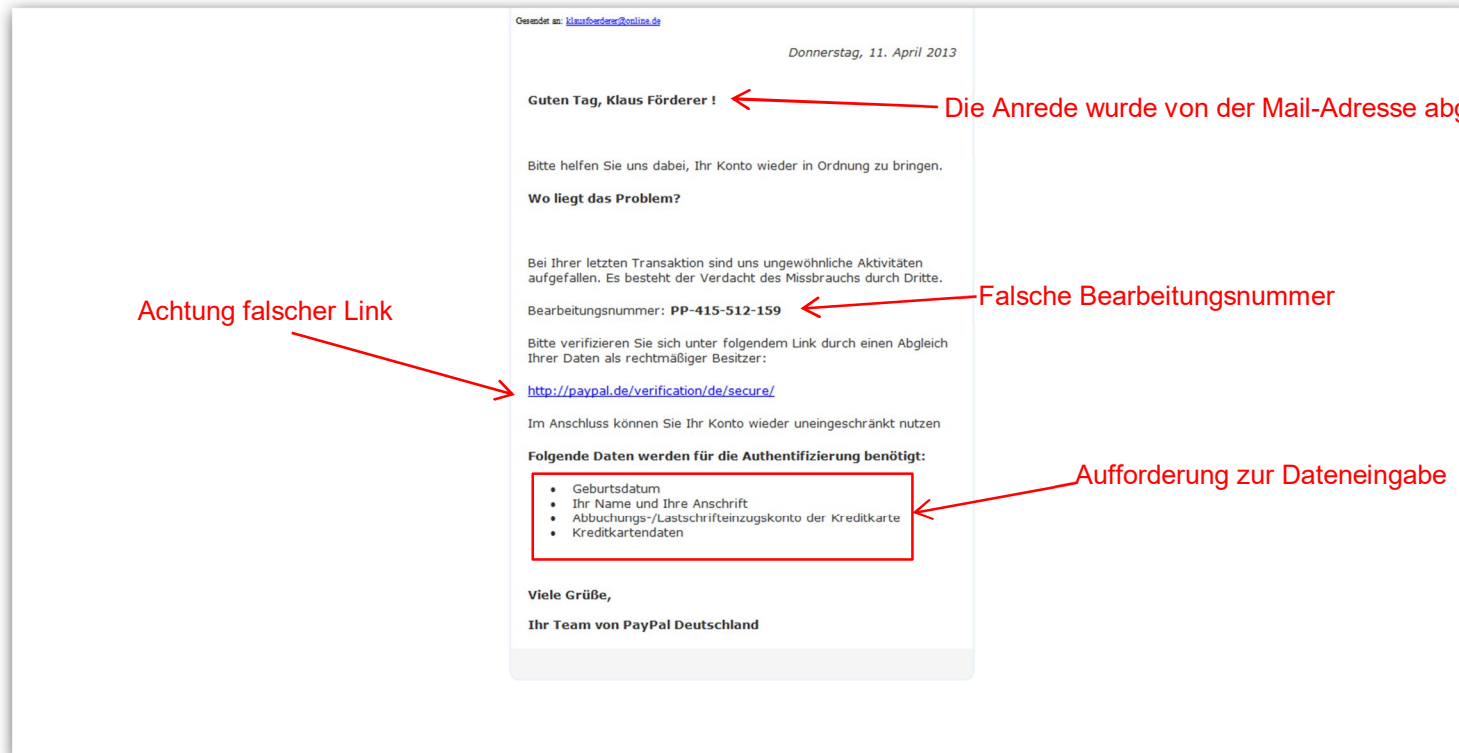 Gesendet an: klausfoerderer@online.de
Donnerstag, 11. April 2013
Guten Tag, Klaus Förderer !
Die Anrede wurde von der Mail-Adresse abg
Bitte helfen Sie uns dabei, Ihr Konto wieder in Ordnung zu bringen.
Wo liegt das Problem?
Bei Ihrer letzten Transaktion sind uns ungewöhnliche Aktivitäten
aufgefallen. Es besteht der Verdacht des Missbrauchs durch Dritte.
Falsche Bearbeitungsnummer
Achtung falscher Link
Bearbeitungsnummer: PP-415-512-159
Bitte verifizieren Sie sich unter folgendem Link durch einen Abgleich
Ihrer Daten als rechtmäßiger Besitzer:
http://paypal.de/verification/de/secure/
Im Anschluss können Sie Ihr Konto wieder uneingeschränkt nutzen
Folgende Daten werden für die Authentifizierung benötigt:
Aufforderung zur Dateneingabe
• Geburtsdatum
• Ihr Name und Ihre Anschrift
• Abbuchungs-/Lastschrifteinzugskonto der Kreditkarte
• Kreditkartendaten
Viele Grüße,
Ihr Team von PayPal Deutschland